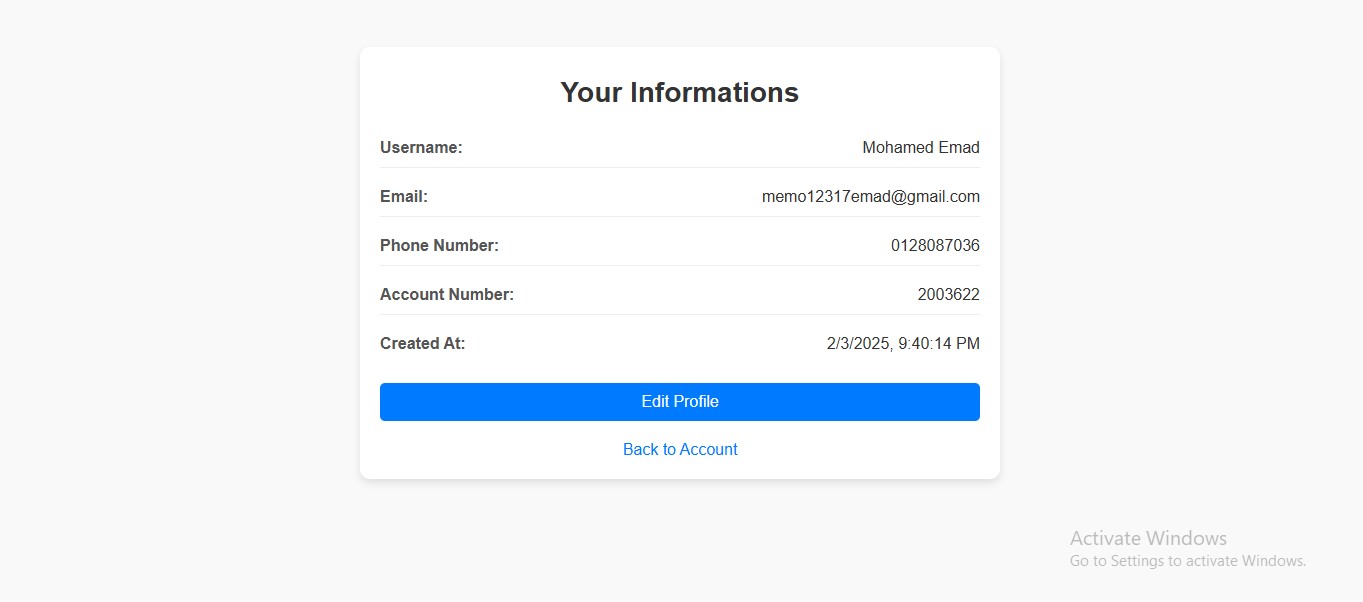 Your Informations
Username: Mohamed Emad
Email: memo12317emad@gmail.com
Phone Number: 0128087036
Account Number: 2003622
Created At: 2/3/2025, 9:40:14 PM
Edit Profile
Back to Account
Activate Windows
Go to Settings to activate Windows.